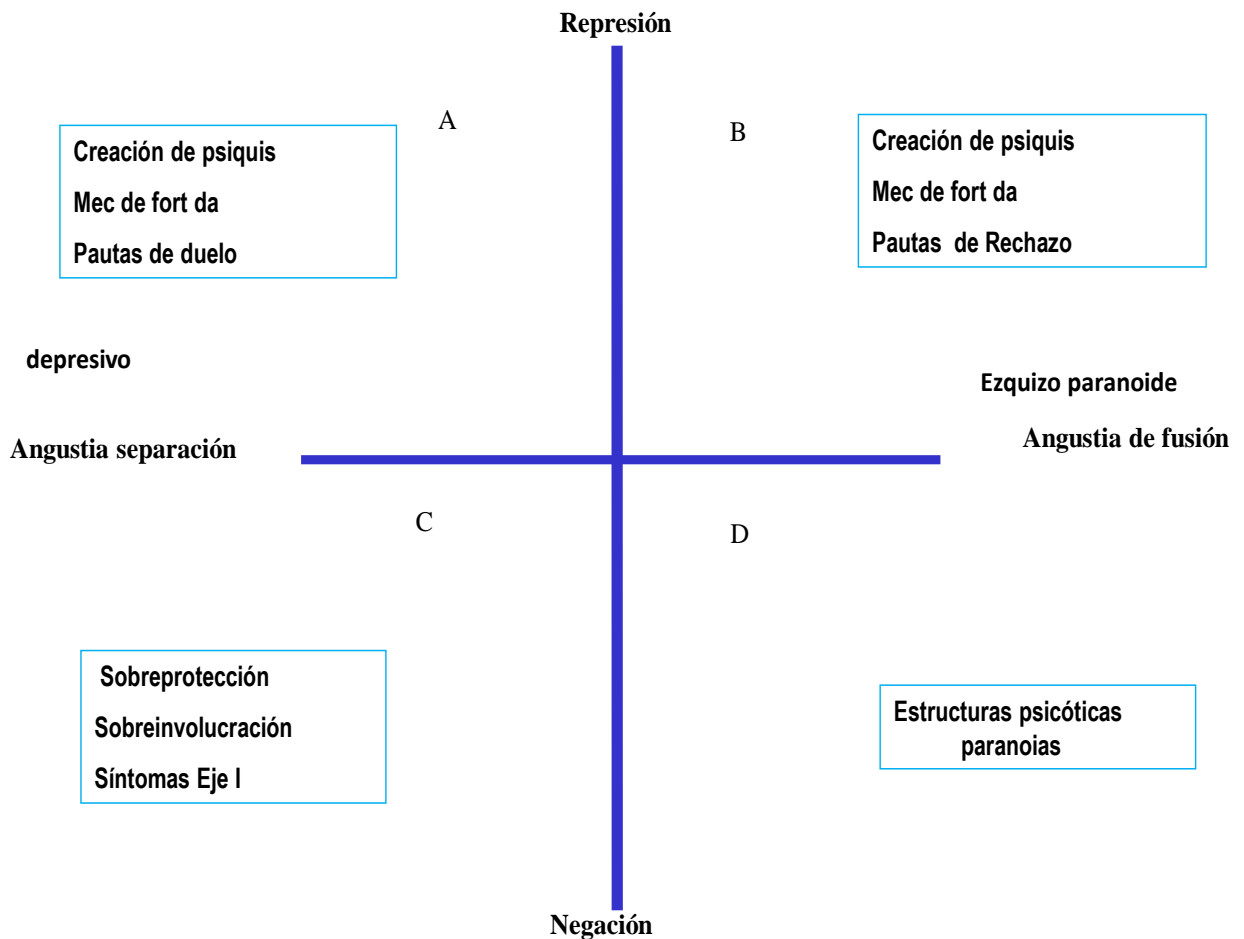 Represión
A
B
Creación de psiquis
Mec de fort da
Pautas de duelo
Creación de psiquis
Mec de fort da
Pautas de Rechazo
depresivo
Ezquizo paranoide
Angustia separación
Angustia de fusión
C
D
Sobreprotección
Sobreinvolucración
Síntomas Eje I
Estructuras psicóticas
paranoias
Negación